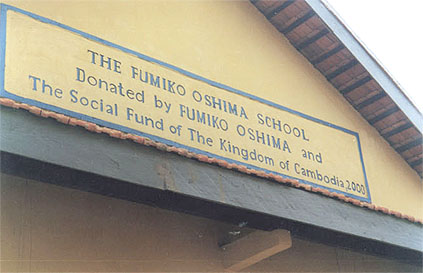 THE FUMIKO OSHIMA SCHOOL
Donated by FUMIKO OSHIMA and
The Social Fund of The Kingdom of Cambodia 2000